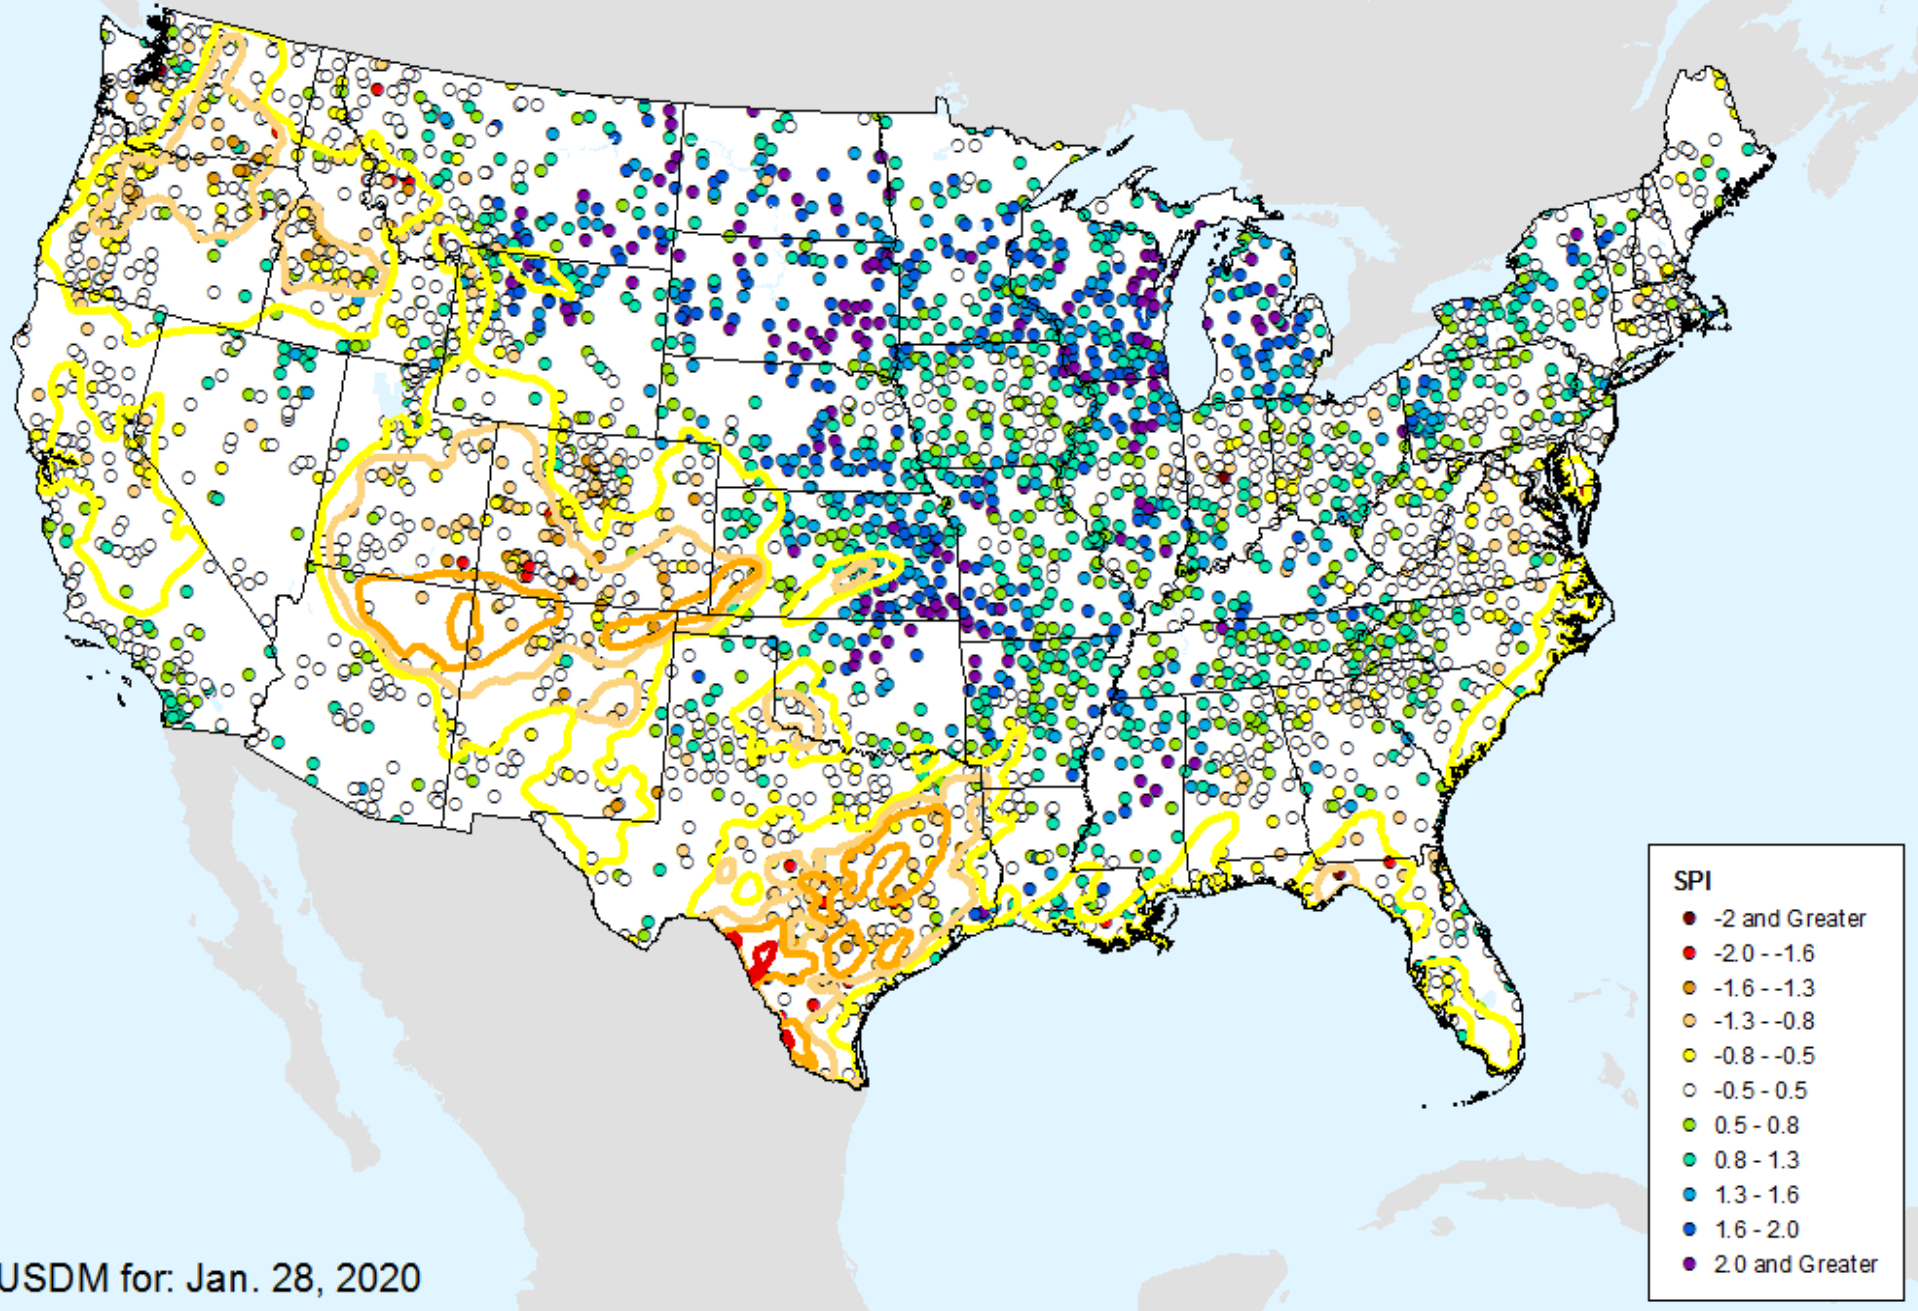 SPI
-2 and Greater
-2.0 - -1.6
-1.6 - -1.3
-1.3 - -0.8
-0.8 - -0.5
-0.5 - 0.5
0.5 - 0.8
0.8 - 1.3
1.3 - 1.6
1.6 - 2.0
2.0 and Greater
USDM for: Jan. 28, 2020